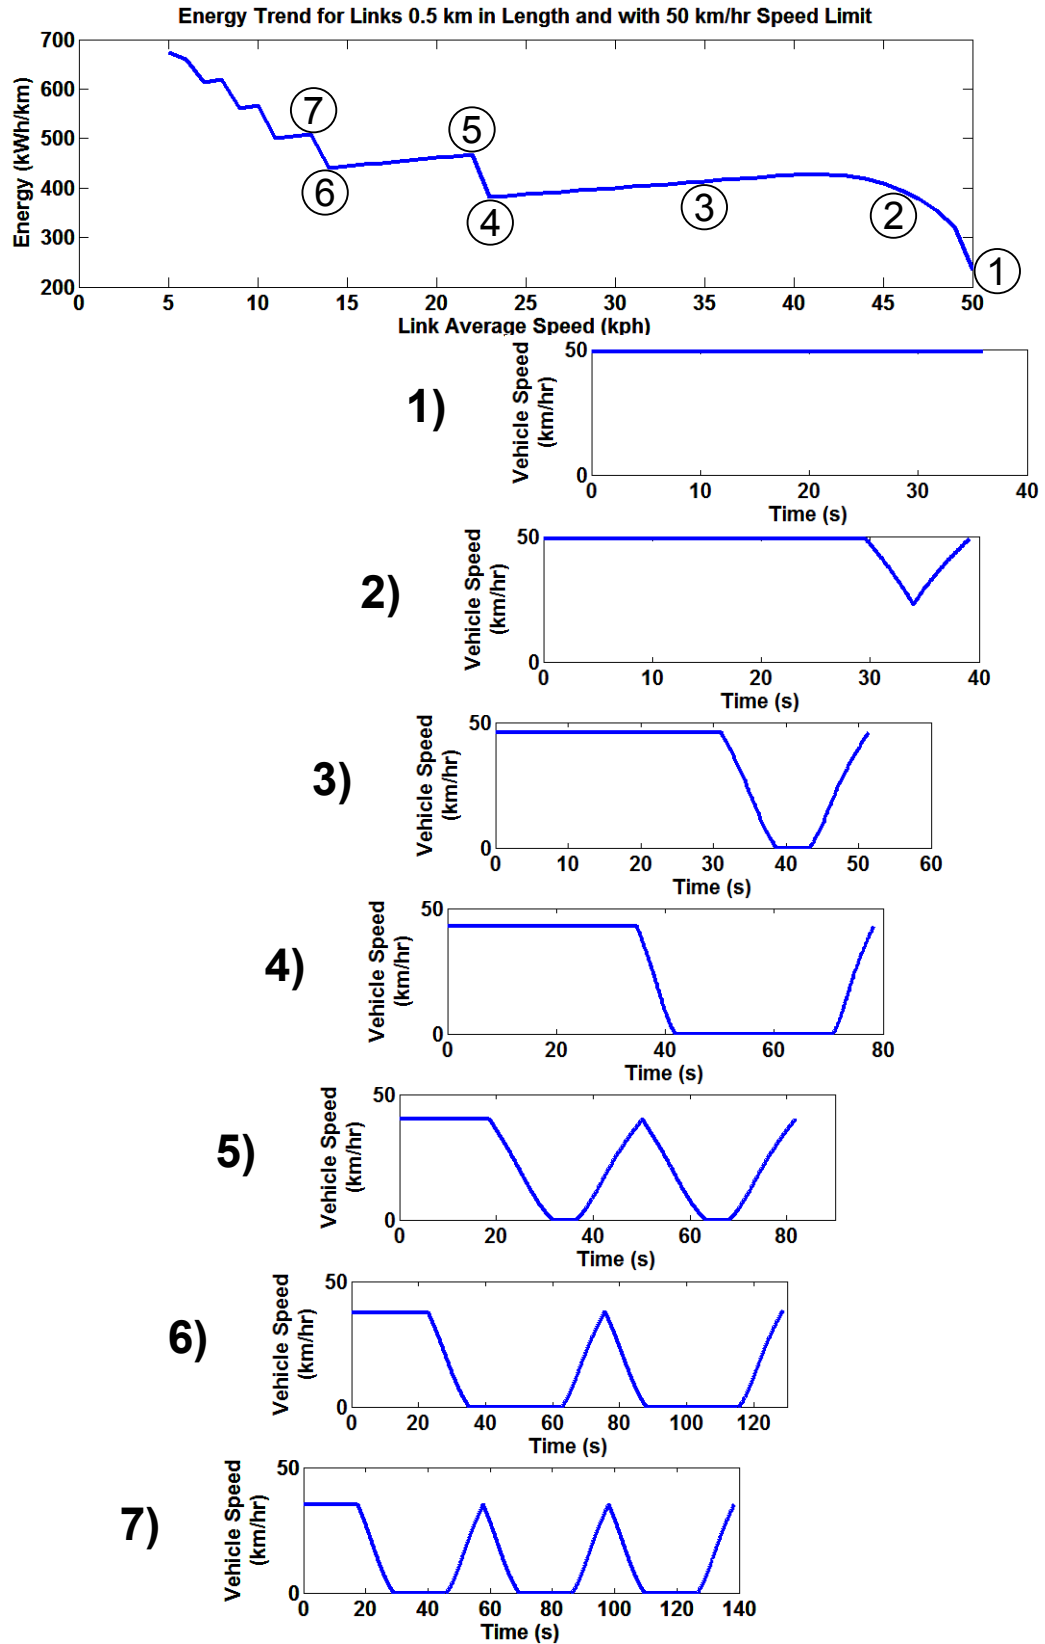 Energy Trend for Links 0.5 km in Length and with 50 km/hr Speed Limit
700
600
500
400
300
200
Energy (kWh/km)
7
5
6
4
3
2
1
0 5 10 15 20 25 30 35 40 45 50
Link Average Speed (kph)
1)
Vehicle Speed
(km/hr)
50
0
0 10 20 30 40
Time (s)
2)
Vehicle Speed
(km/hr)
50
0
0 10 20 30 40
Time (s)
3)
Vehicle Speed
(km/hr)
50
0
0 10 20 30 40 50 60
Time (s)
4)
Vehicle Speed
(km/hr)
50
0
0 20 40 60 80
Time (s)
5)
Vehicle Speed
(km/hr)
50
0
0 20 40 60 80
Time (s)
6)
Vehicle Speed
(km/hr)
50
0
0 20 40 60 80 100 120
Time (s)
7)
Vehicle Speed
(km/hr)
50
0
0 20 40 60 80 100 120 140
Time (s)